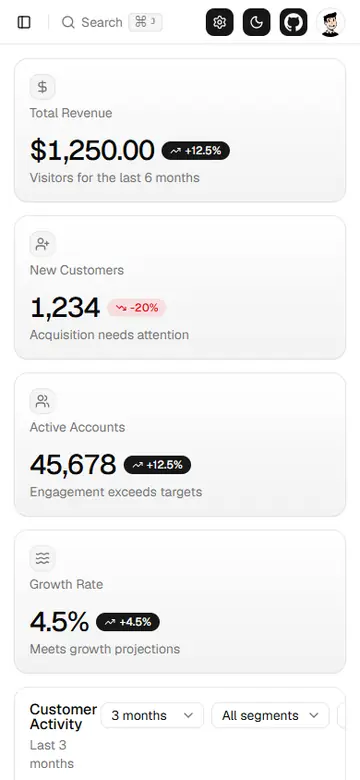 Search ⌘ J
Total Revenue
$1,250.00 +12.5%
Visitors for the last 6 months
New Customers
1,234 -20%
Acquisition needs attention
Active Accounts
45,678 +12.5%
Engagement exceeds targets
Growth Rate
4.5% +4.5%
Meets growth projections
Customer 3 months All segments
Activity
Last 3
months